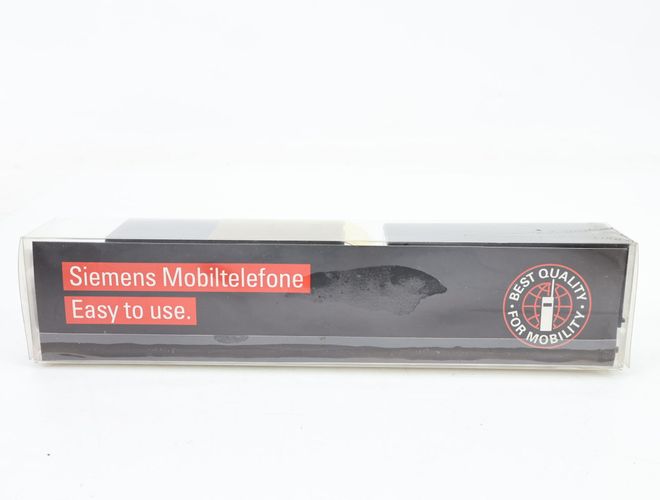 Siemens Mobiltelefone
Easy to use.
· BEST QUALITY ·
FOR MOBILITY